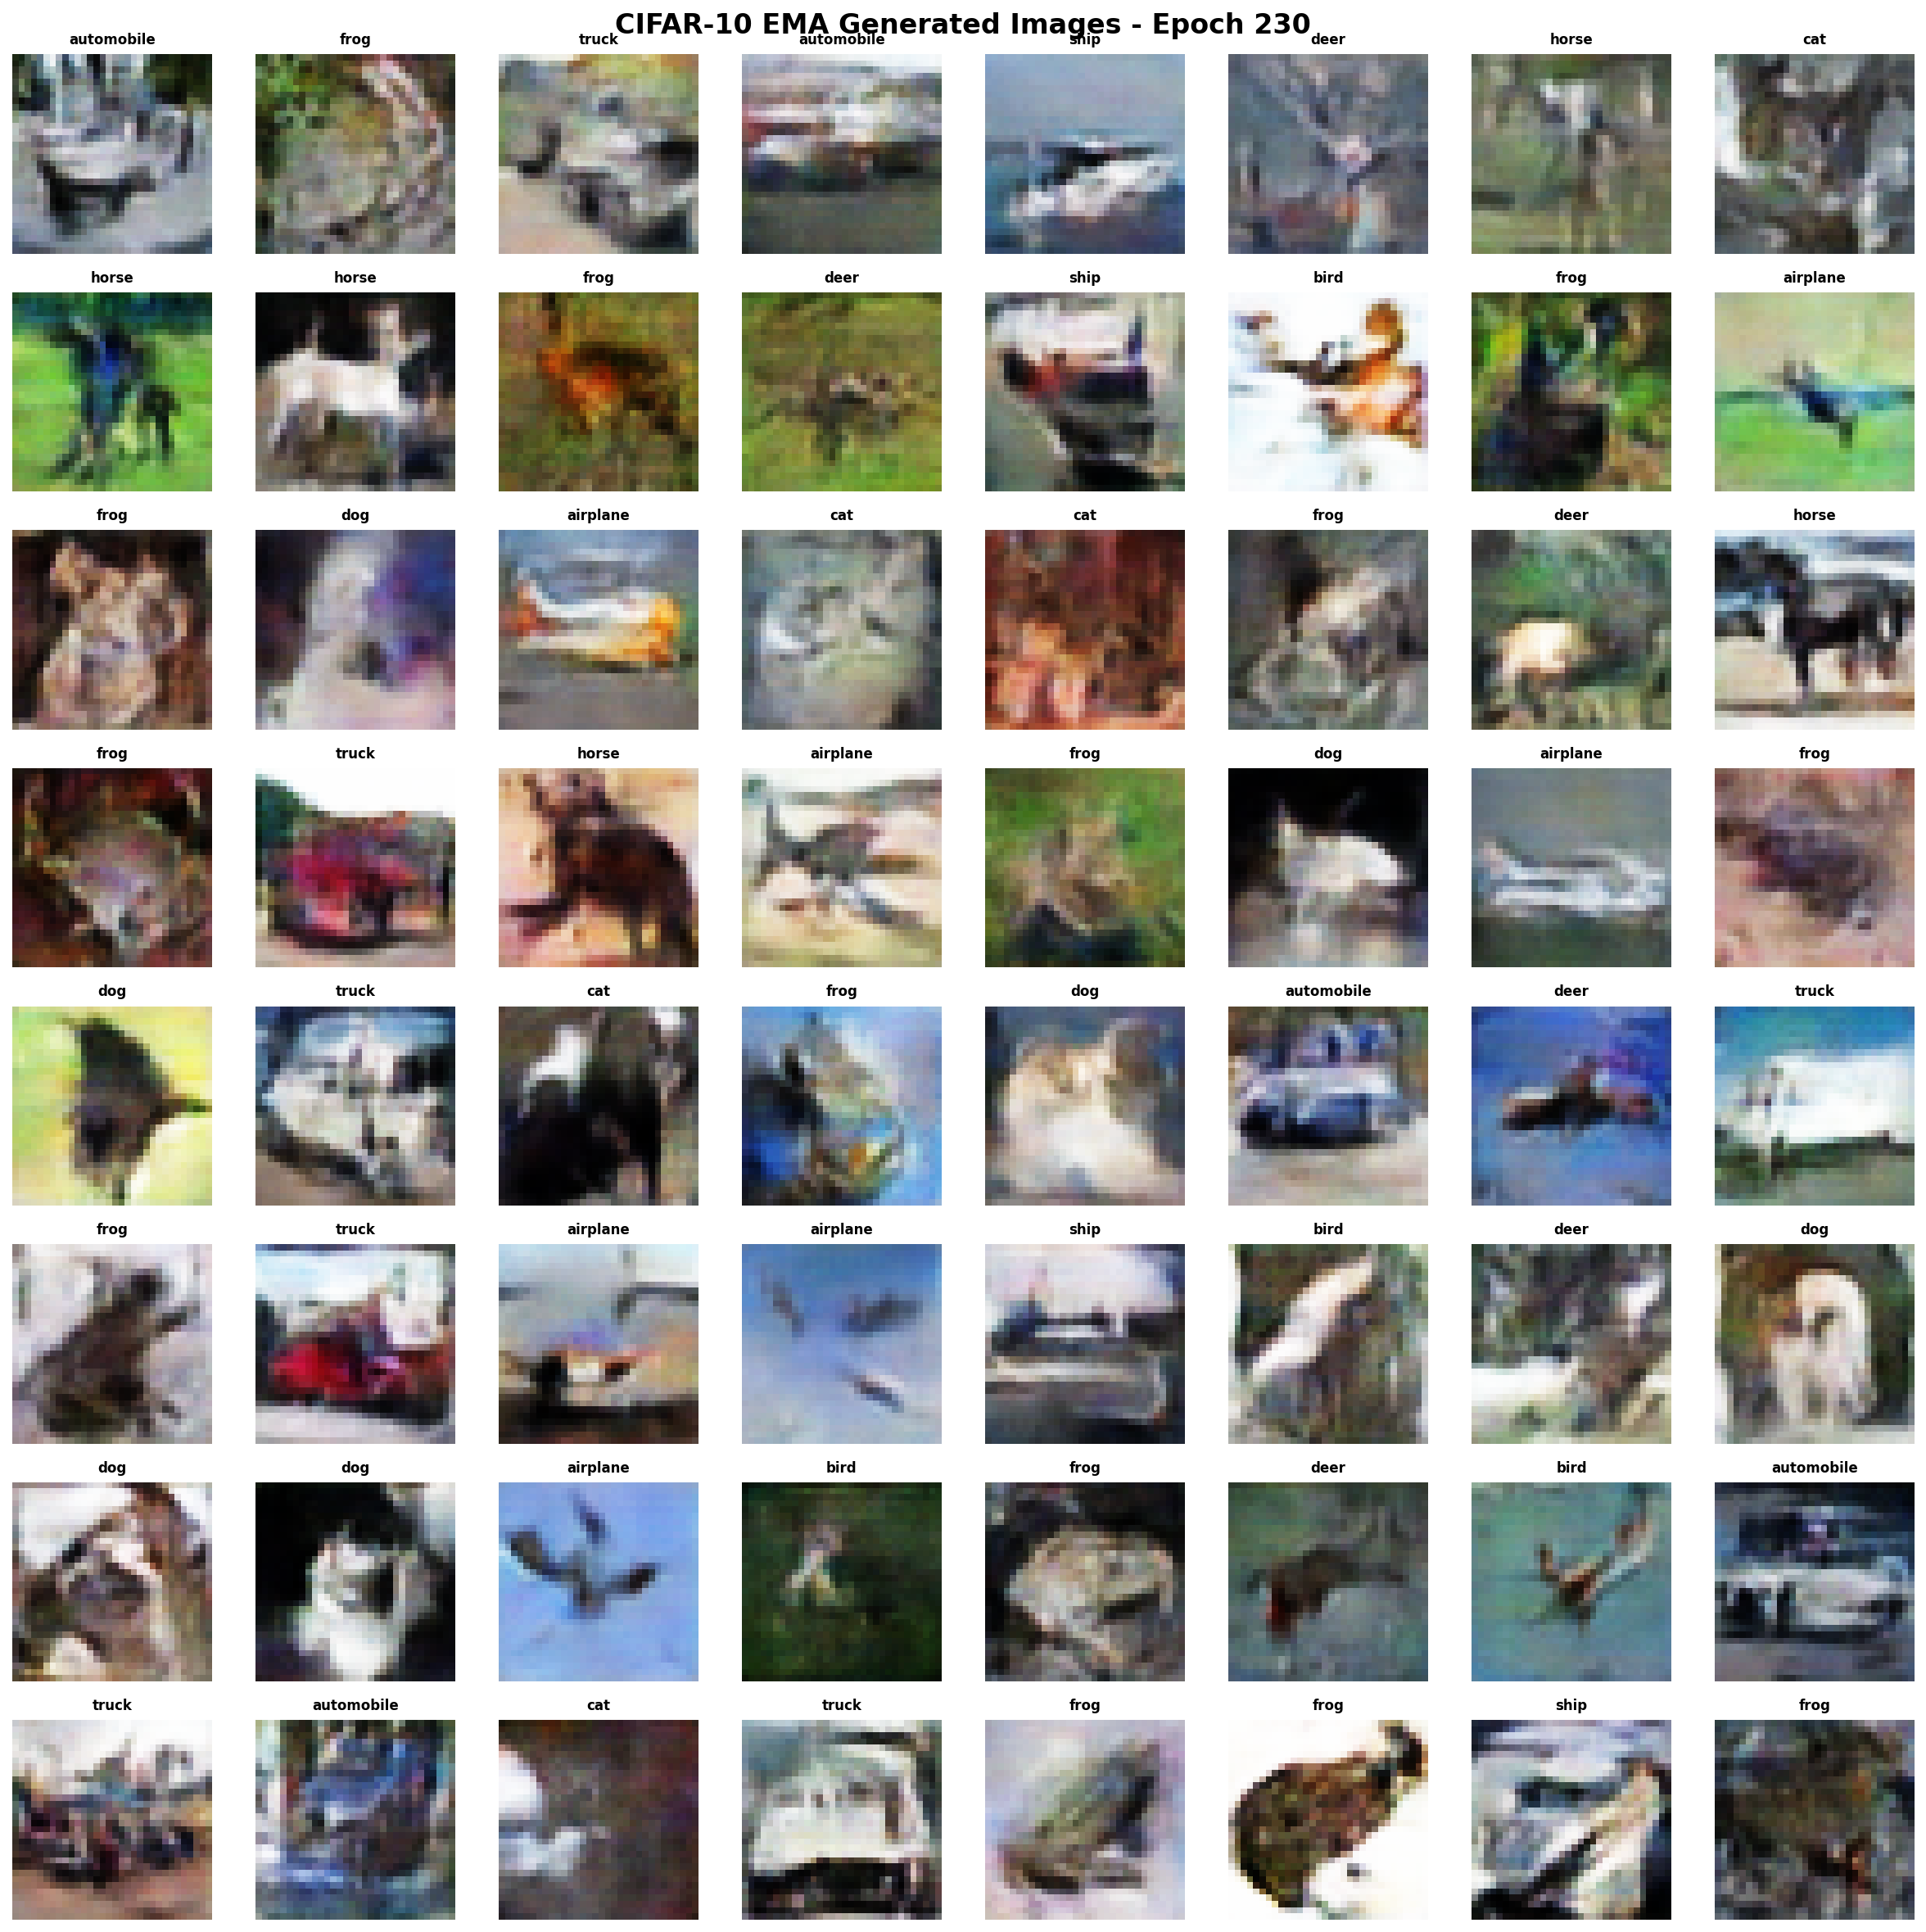 CIFAR-10 EMA Generated Images - Epoch 230
automobile frog truck automobile ship deer horse cat
horse horse frog deer ship bird frog airplane
frog dog airplane cat cat frog deer horse
frog truck horse airplane frog dog airplane frog
dog truck cat frog dog automobile deer truck
frog truck airplane airplane ship bird deer dog
dog dog airplane bird frog deer bird automobile
truck automobile cat truck frog frog ship frog